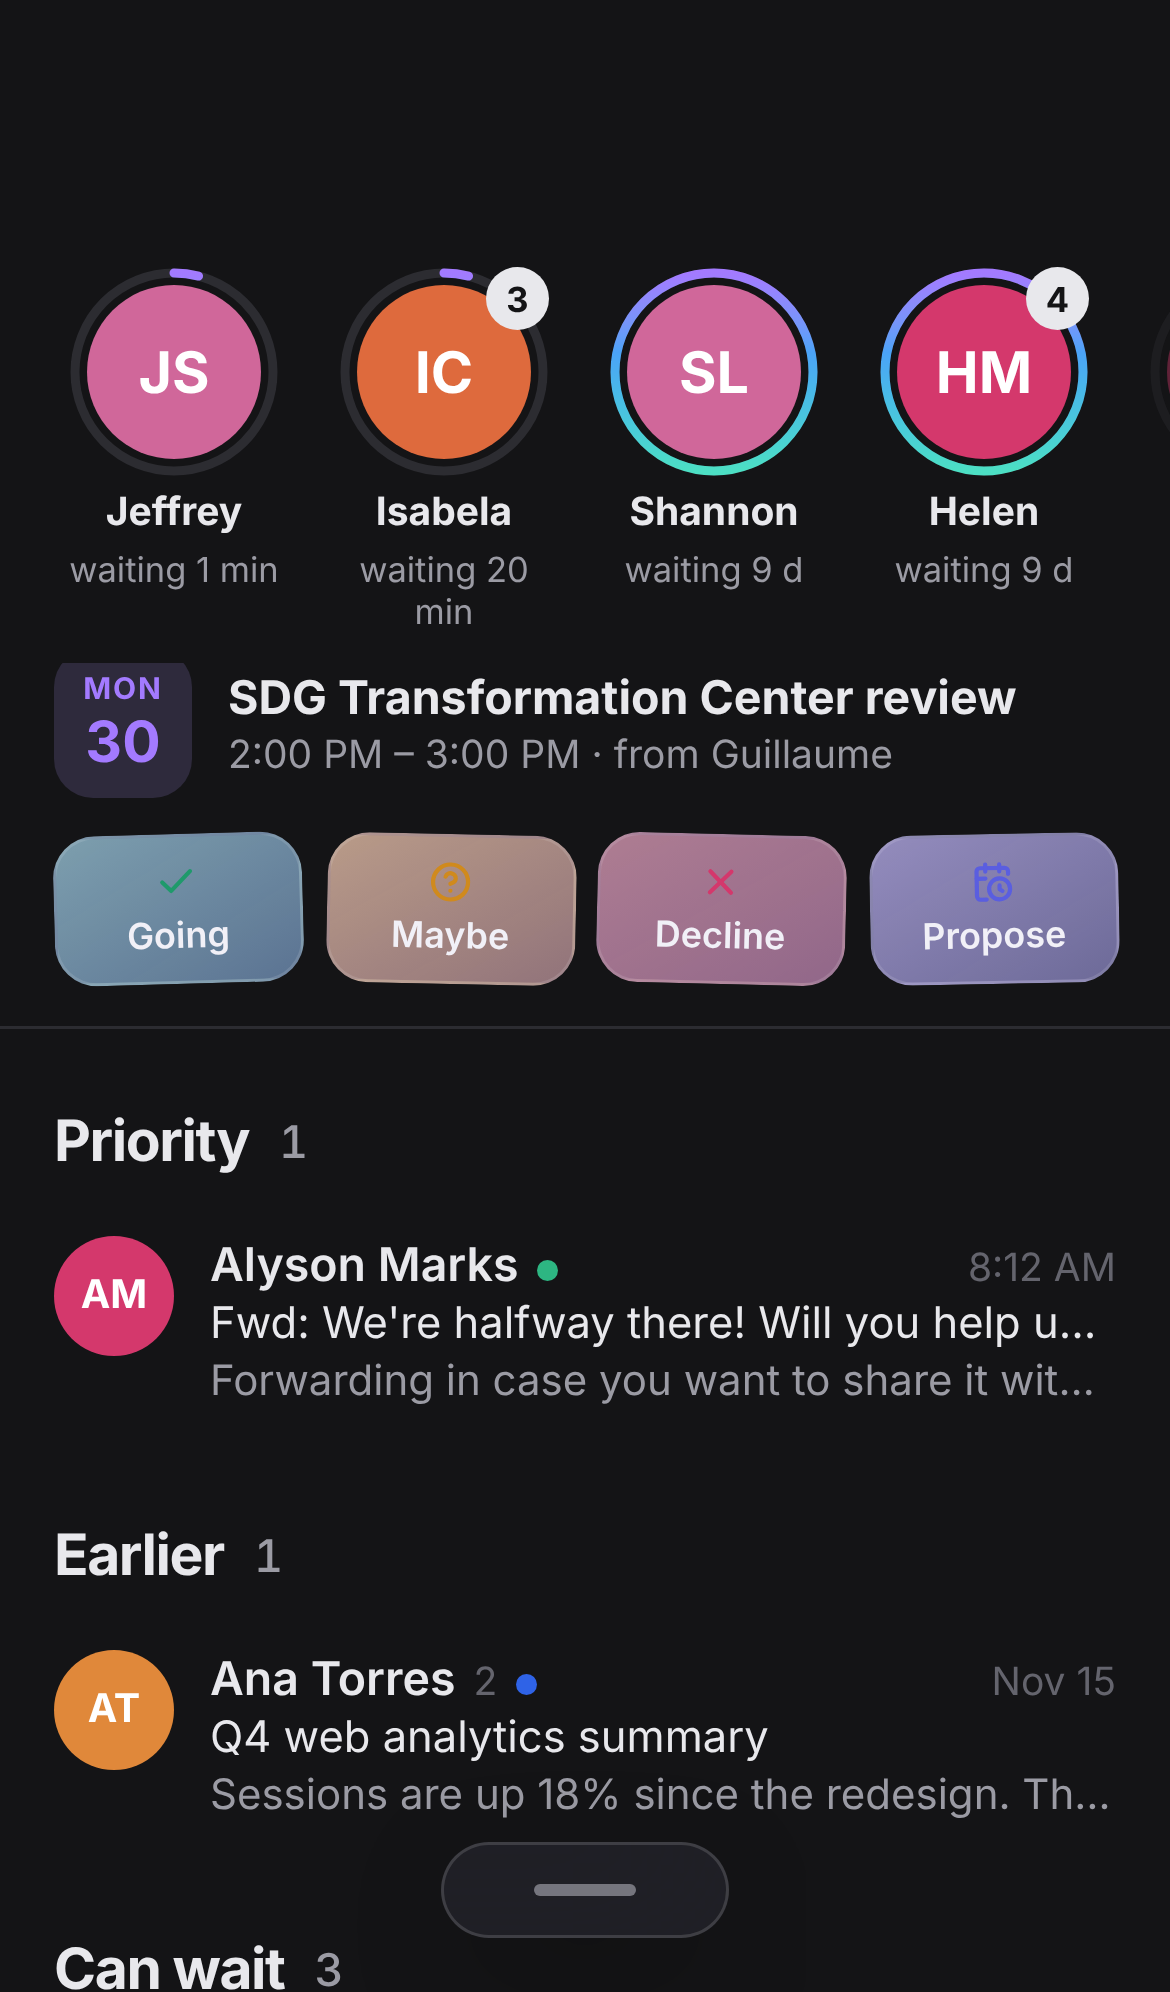 JS
IC
3
SL
HM
4
Jeffrey
Isabela
Shannon
Helen
waiting 1 min
waiting 20
min
waiting 9 d
waiting 9 d
MON
30
SDG Transformation Center review
2:00 PM – 3:00 PM · from Guillaume
Going
Maybe
Decline
Propose
Priority 1
AM
Alyson Marks
8:12 AM
Fwd: We're halfway there! Will you help u...
Forwarding in case you want to share it wit...
Earlier 1
AT
Ana Torres 2
Nov 15
Q4 web analytics summary
Sessions are up 18% since the redesign. Th...
Can wait 3